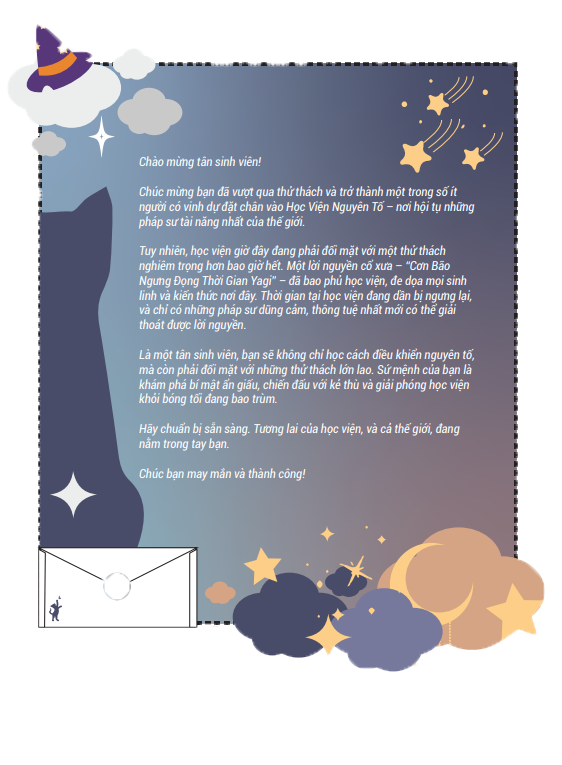 Chào mừng tân sinh viên!
Chúc mừng bạn đã vượt qua thử thách và trở thành một trong số ít
người có vinh dự đặt chân vào Học Viện Nguyên Tố – nơi hội tụ những
pháp sư tài năng nhất của thế giới.
Tuy nhiên, học viện giờ đây đang phải đối mặt với một thử thách
nghiêm trọng hơn bao giờ hết. Một lời nguyền cổ xưa – “Cơn Bão
Ngưng Đọng Thời Gian Yagi” – đã bao phủ học viện, đe dọa mọi sinh
linh và kiến thức nơi đây. Thời gian tại học viện đang dần bị ngưng lại,
và chỉ có những pháp sư dũng cảm, thông tuệ nhất mới có thể giải
thoát được lời nguyền.
Là một tân sinh viên, bạn sẽ không chỉ học cách điều khiển nguyên tố,
mà còn phải đối mặt với những thử thách lớn lao. Sứ mệnh của bạn là
khám phá bí mật ẩn giấu, chiến đấu với kẻ thù và giải phóng học viện
khỏi bóng tối đang bao trùm.
Hãy chuẩn bị sẵn sàng. Tương lai của học viện, và cả thế giới, đang
nằm trong tay bạn.
Chúc bạn may mắn và thành công!